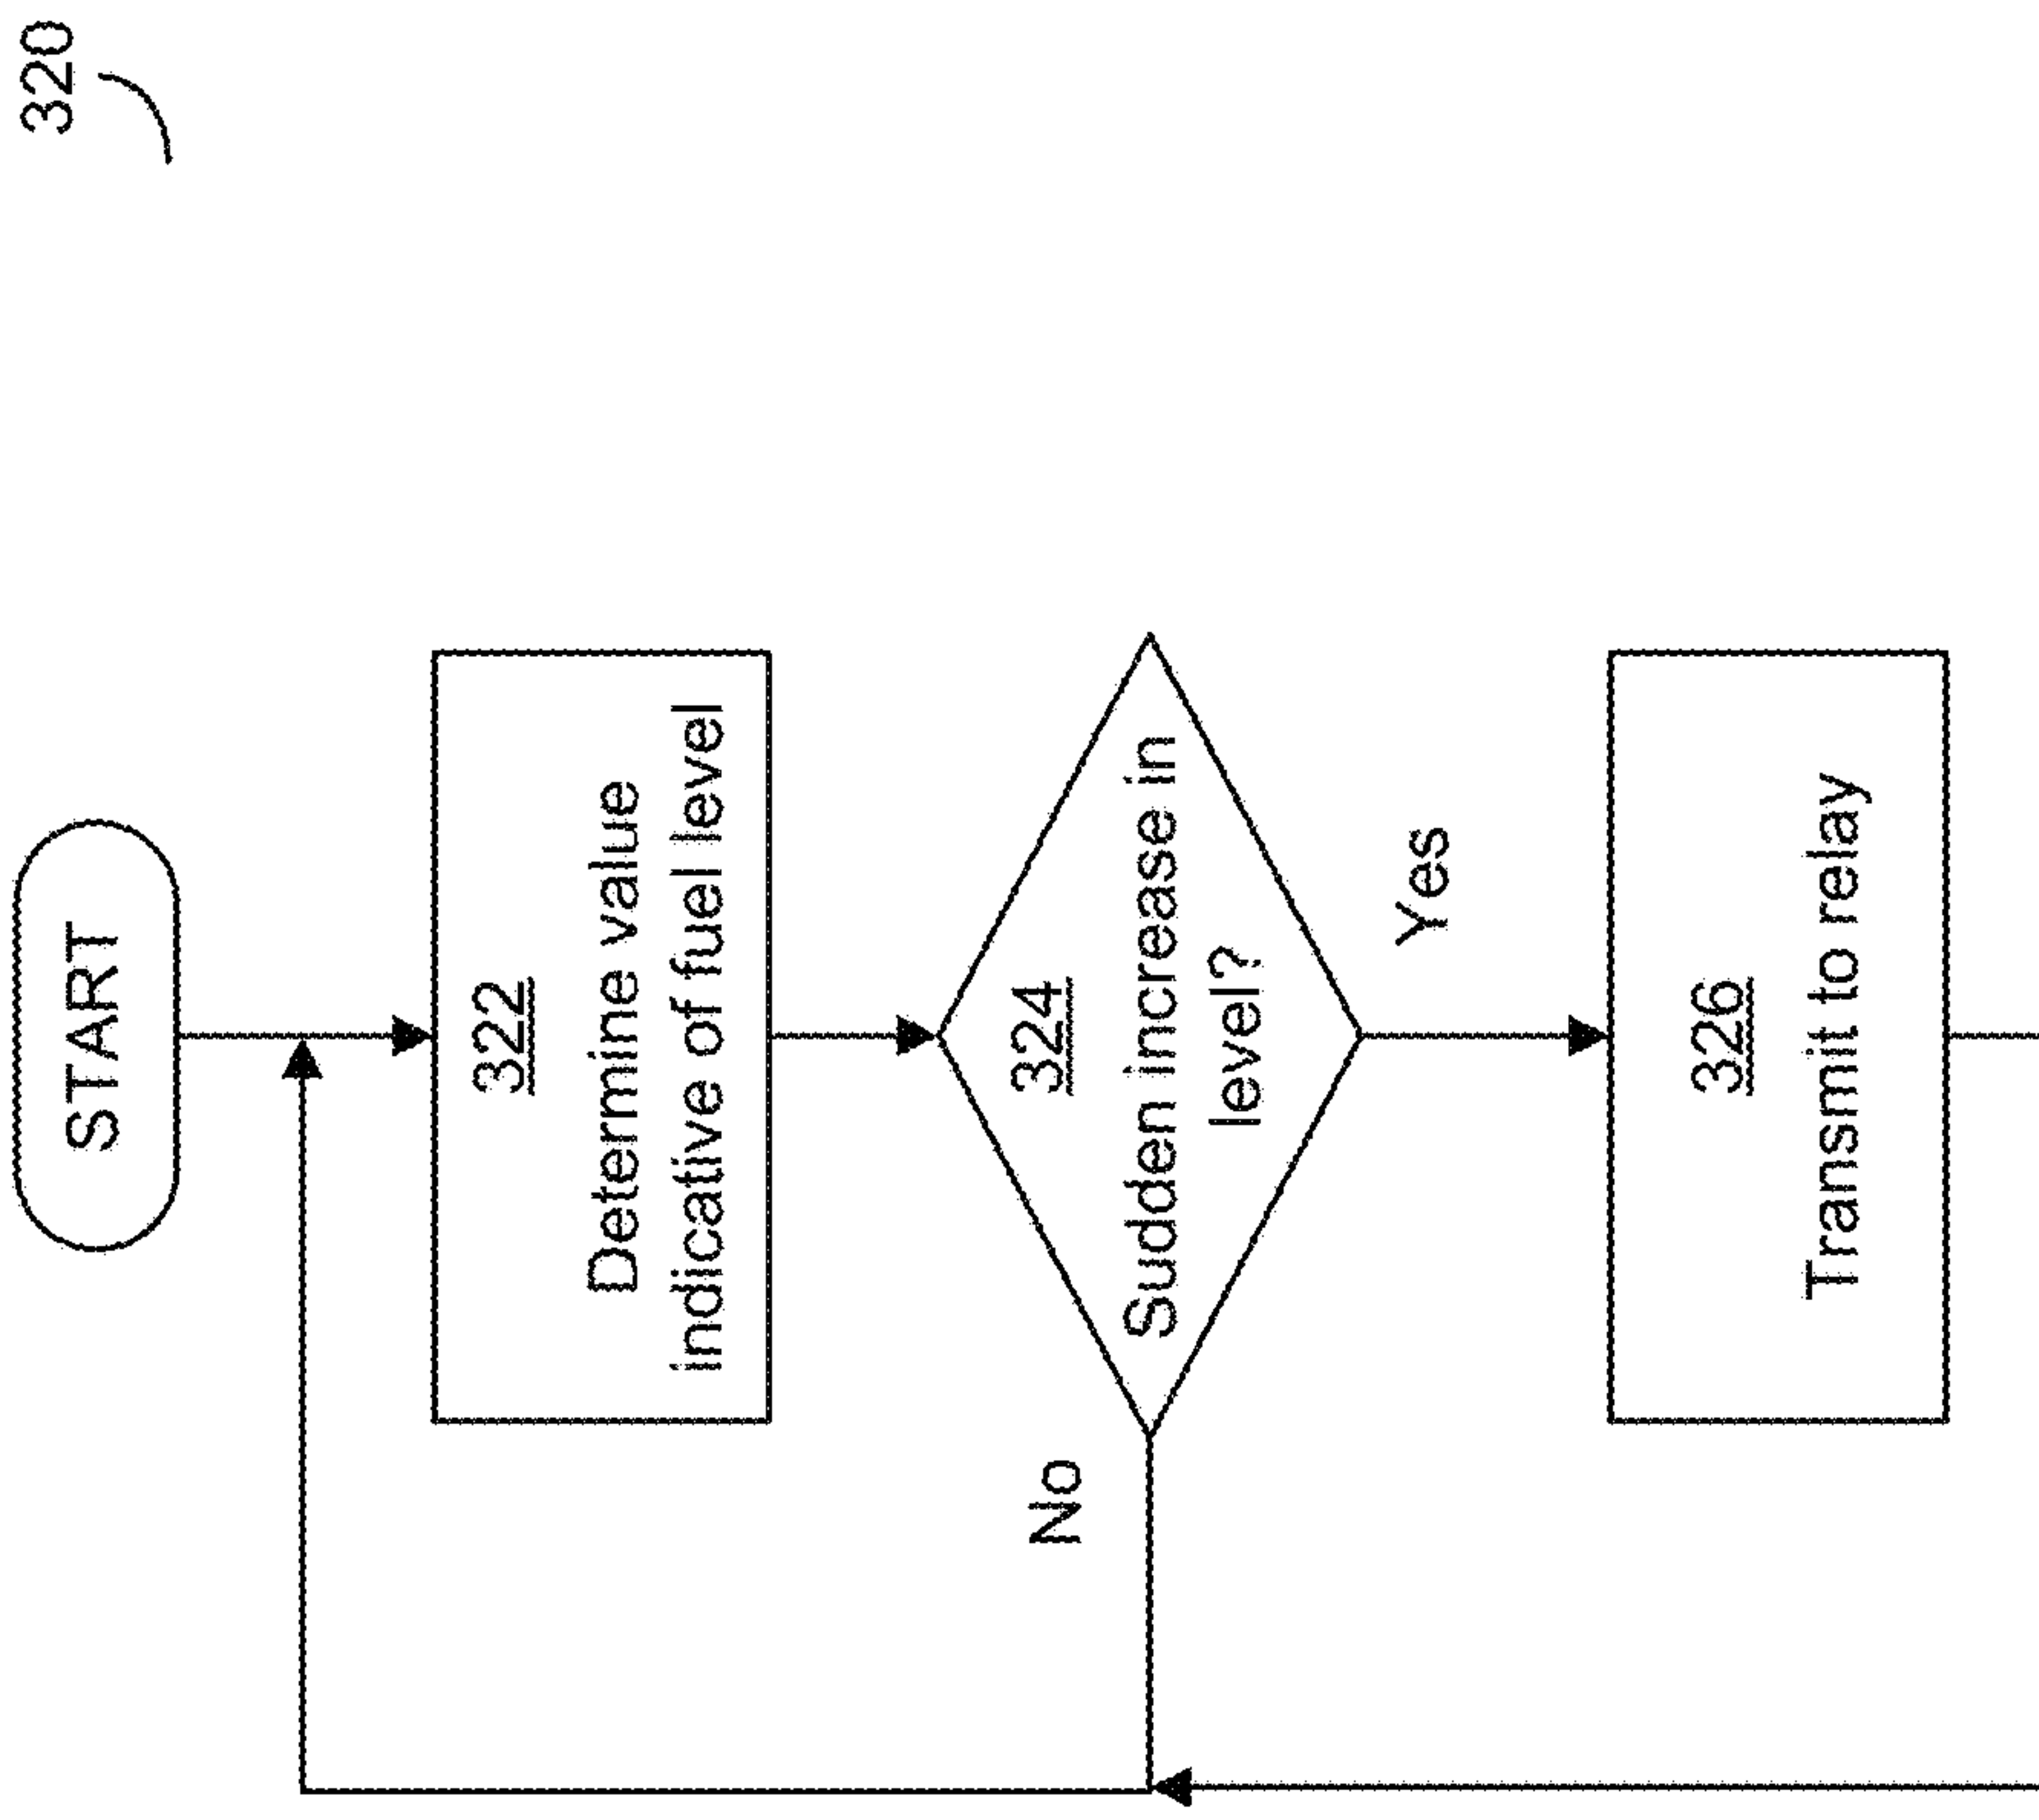 320
START
322
Determine value
indicative of fuel level
324
Sudden increase in
level?
No
Yes
326
Transmit to relay